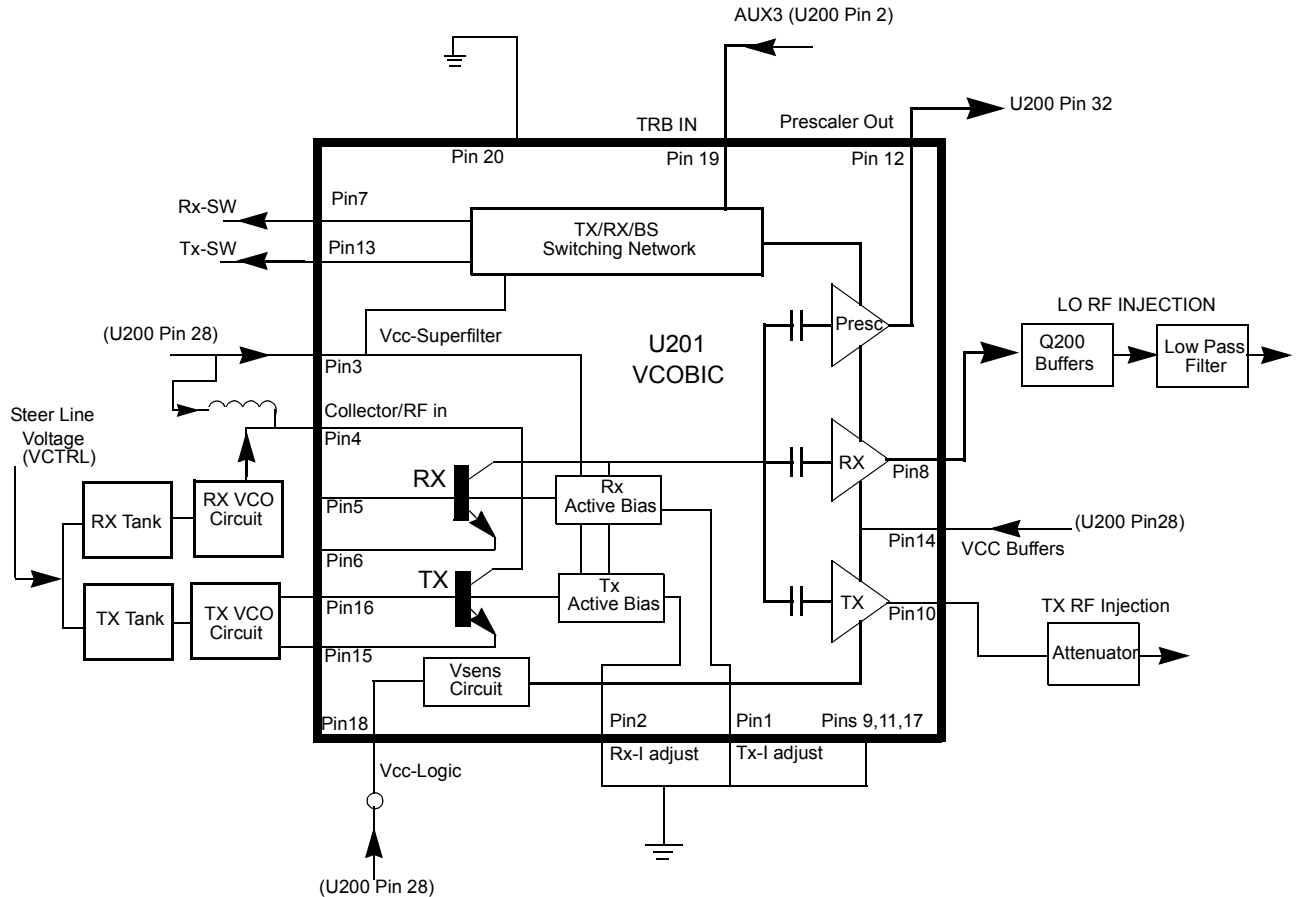 AUX3 (U200 Pin 2)
U200 Pin 32
TRB IN
Prescaler Out
Pin 20
Pin 19
Pin 12
Rx-SW
Pin7
Tx-SW
Pin13
TX/RX/BS
Switching Network
(U200 Pin 28)
Vcc-Superfilter
Pin3
U201
VCOBIC
Presc
LO RF INJECTION
Q200
Buffers
Low Pass
Filter
Steer Line
Voltage
(VCTRL)
Collector/RF in
Pin4
RX
Rx
Active Bias
RX
Pin8
RX Tank
RX VCO
Circuit
Pin5
Pin6
(U200 Pin28)
Pin14
VCC Buffers
TX
Tx
Active Bias
TX
Pin10
TX Tank
TX VCO
Circuit
Pin16
Pin15
TX RF Injection
Attenuator
Vsens
Circuit
Pin18
Pin2
Pin1
Pins 9,11,17
Rx-I adjust
Tx-I adjust
Vcc-Logic
(U200 Pin 28)